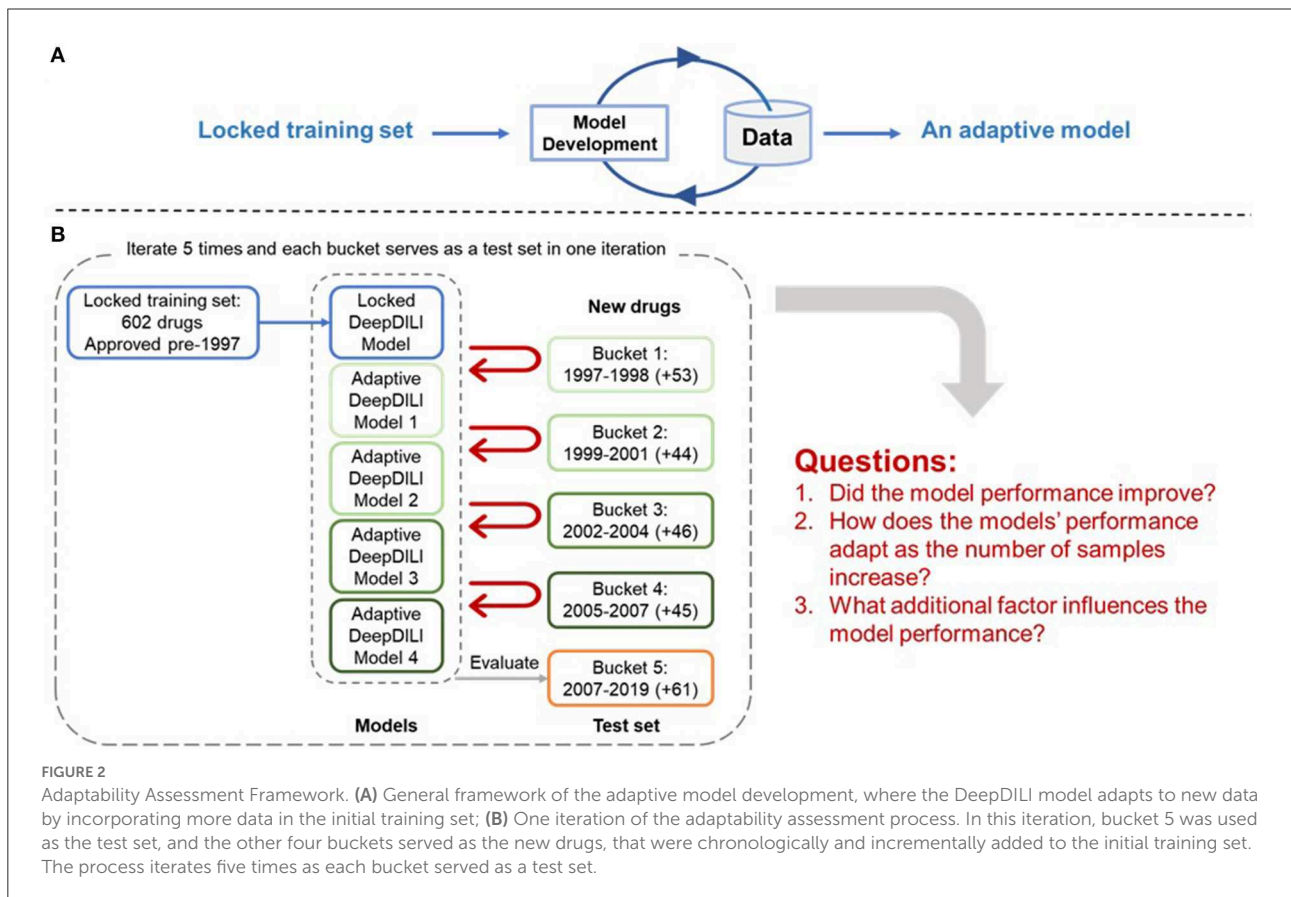 A
Locked training set
Model
Development
Data
An adaptive model
B
Iterate 5 times and each bucket serves as a test set in one iteration
Locked training set:
602 drugs
Approved pre-1997
Locked
DeepDILI
Model
Adaptive
DeepDILI
Model 1
Adaptive
DeepDILI
Model 2
Adaptive
DeepDILI
Model 3
Adaptive
DeepDILI
Model 4
Models
Evaluate
New drugs
Bucket 1:
1997-1998 (+53)
Bucket 2:
1999-2001 (+44)
Bucket 3:
2002-2004 (+46)
Bucket 4:
2005-2007 (+45)
Bucket 5:
2007-2019 (+61)
Test set
Questions:
1. Did the model performance improve?
2. How does the models' performance
adapt as the number of samples
increase?
3. What additional factor influences the
model performance?
FIGURE 2
Adaptability Assessment Framework. (A) General framework of the adaptive model development, where the DeepDILI model adapts to new data
by incorporating more data in the initial training set; (B) One iteration of the adaptability assessment process. In this iteration, bucket 5 was used
as the test set, and the other four buckets served as the new drugs, that were chronologically and incrementally added to the initial training set.
The process iterates five times as each bucket served as a test set.